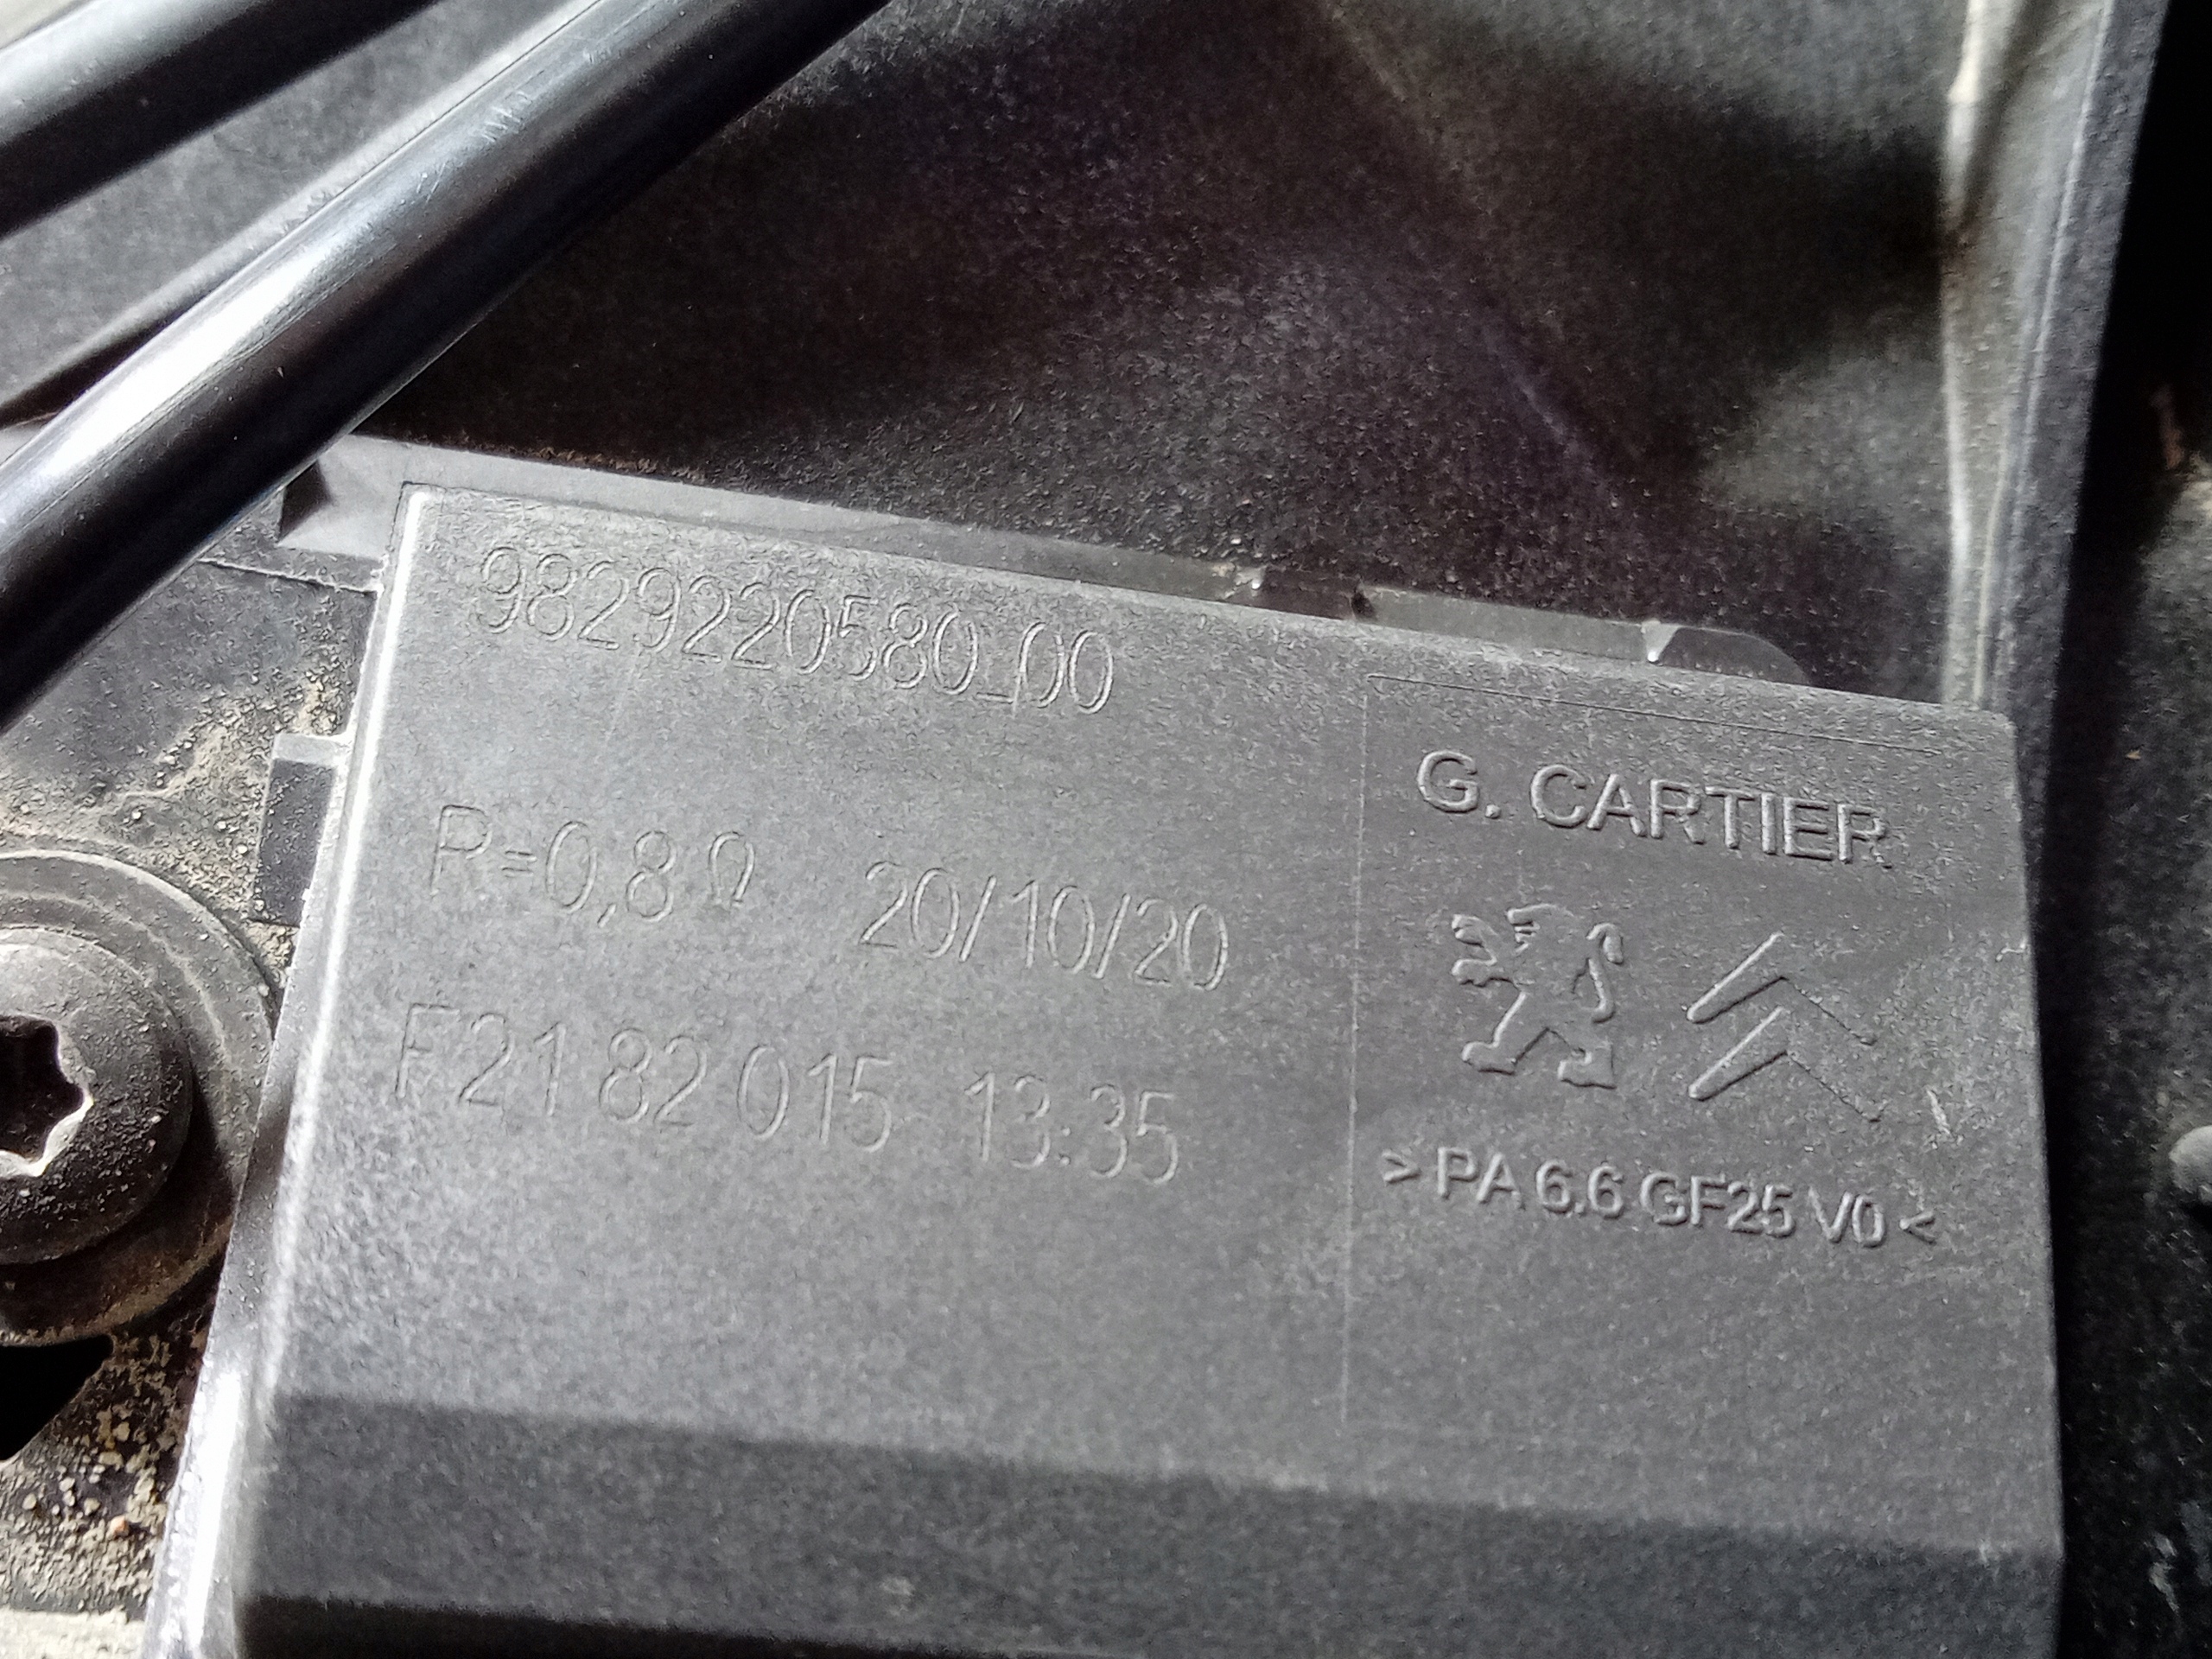 9829220580_00
R=0,8 Ω 20/10/20
F21 82 015 13:35
G. CARTIER
>PA 6.6 GF25 V0<